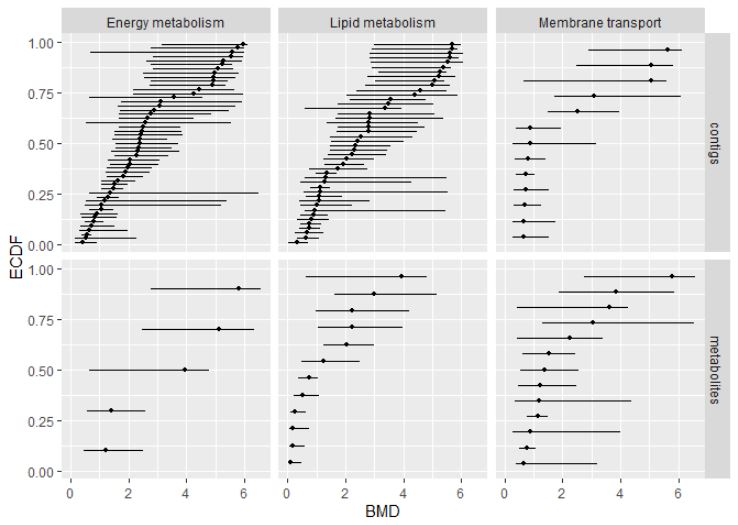 Energy metabolism Lipid metabolism Membrane transport
1.00
0.75
0.50
0.25
0.00
contigs
ECDF
1.00
0.75
0.50
0.25
0.00
metabolites
0 2 4 6 0 2 4 6 0 2 4 6
BMD